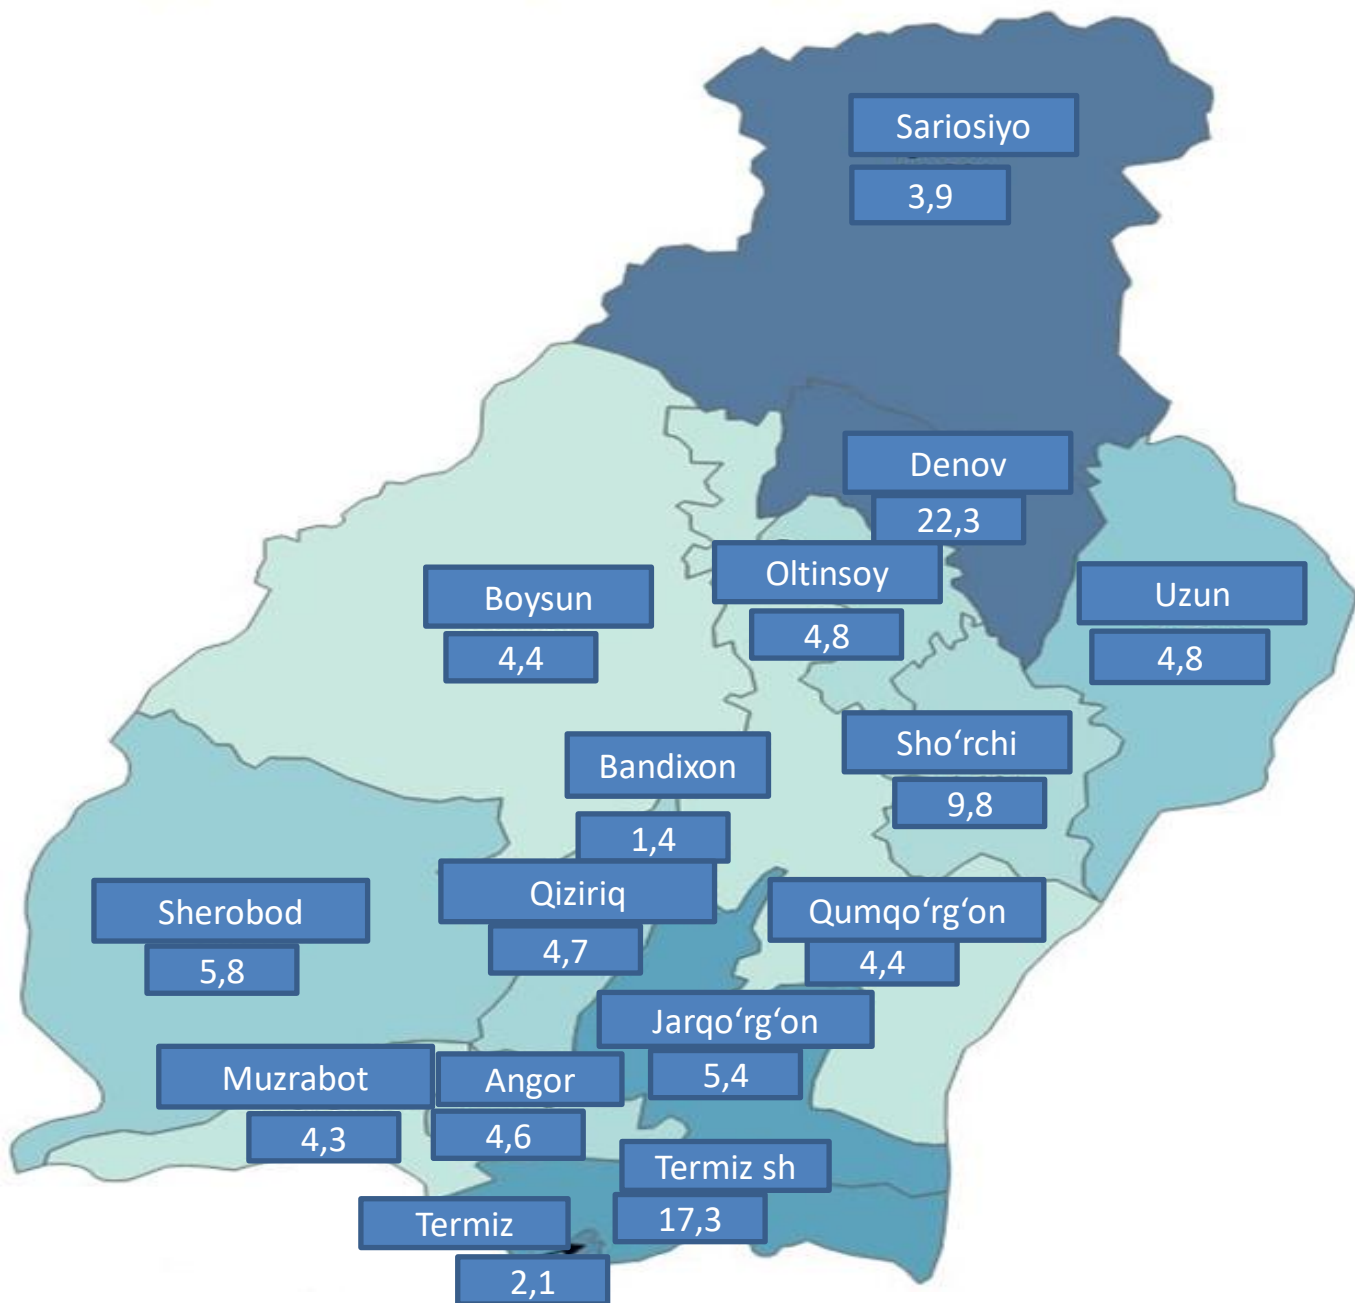 Sariosiyo
3,9
Denov
22,3
Oltinsoy
4,8
Boysun
4,4
Uzun
4,8
Sho‘rchi
9,8
Bandixon
1,4
Qiziriq
4,7
Sherobod
5,8
Qumqo‘rg‘on
4,4
Jarqo‘rg‘on
5,4
Muzrabot
4,3
Angor
4,6
Termiz sh
17,3
Termiz
2,1